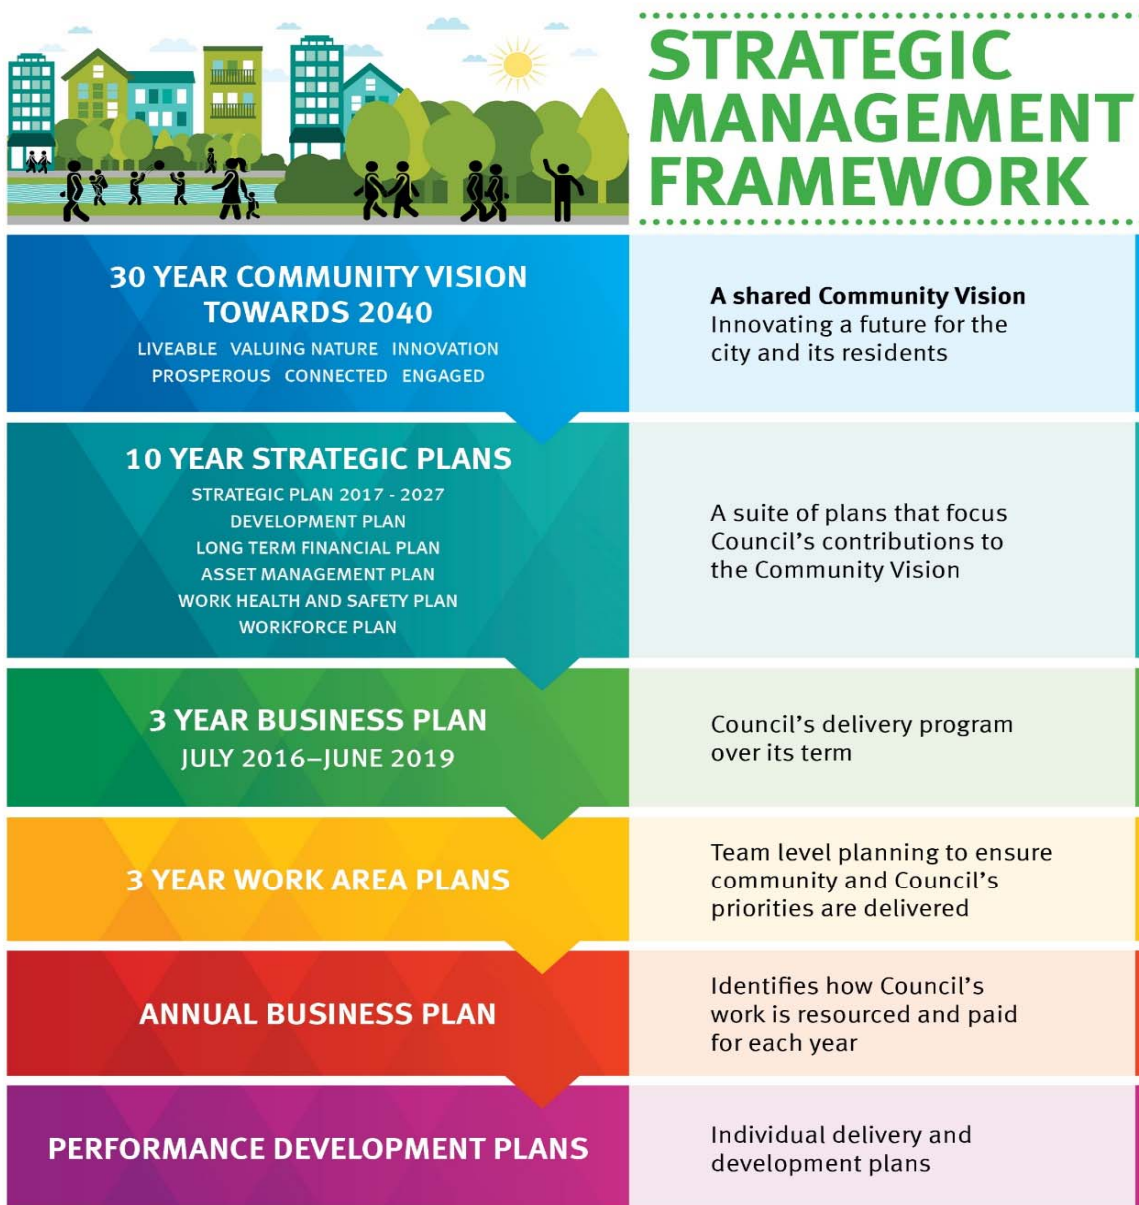 STRATEGIC
MANAGEMENT
FRAMEWORK
30 YEAR COMMUNITY VISION
TOWARDS 2040
LIVEABLE VALUING NATURE INNOVATION
PROSPEROUS CONNECTED ENGAGED
A shared Community Vision
Innovating a future for the
city and its residents
10 YEAR STRATEGIC PLANS
STRATEGIC PLAN 2017 - 2027
DEVELOPMENT PLAN
LONG TERM FINANCIAL PLAN
ASSET MANAGEMENT PLAN
WORK HEALTH AND SAFETY PLAN
WORKFORCE PLAN
A suite of plans that focus
Council’s contributions to
the Community Vision
3 YEAR BUSINESS PLAN
JULY 2016–JUNE 2019
Council’s delivery program
over its term
3 YEAR WORK AREA PLANS
Team level planning to ensure
community and Council’s
priorities are delivered
ANNUAL BUSINESS PLAN
Identifies how Council’s
work is resourced and paid
for each year
PERFORMANCE DEVELOPMENT PLANS
Individual delivery and
development plans